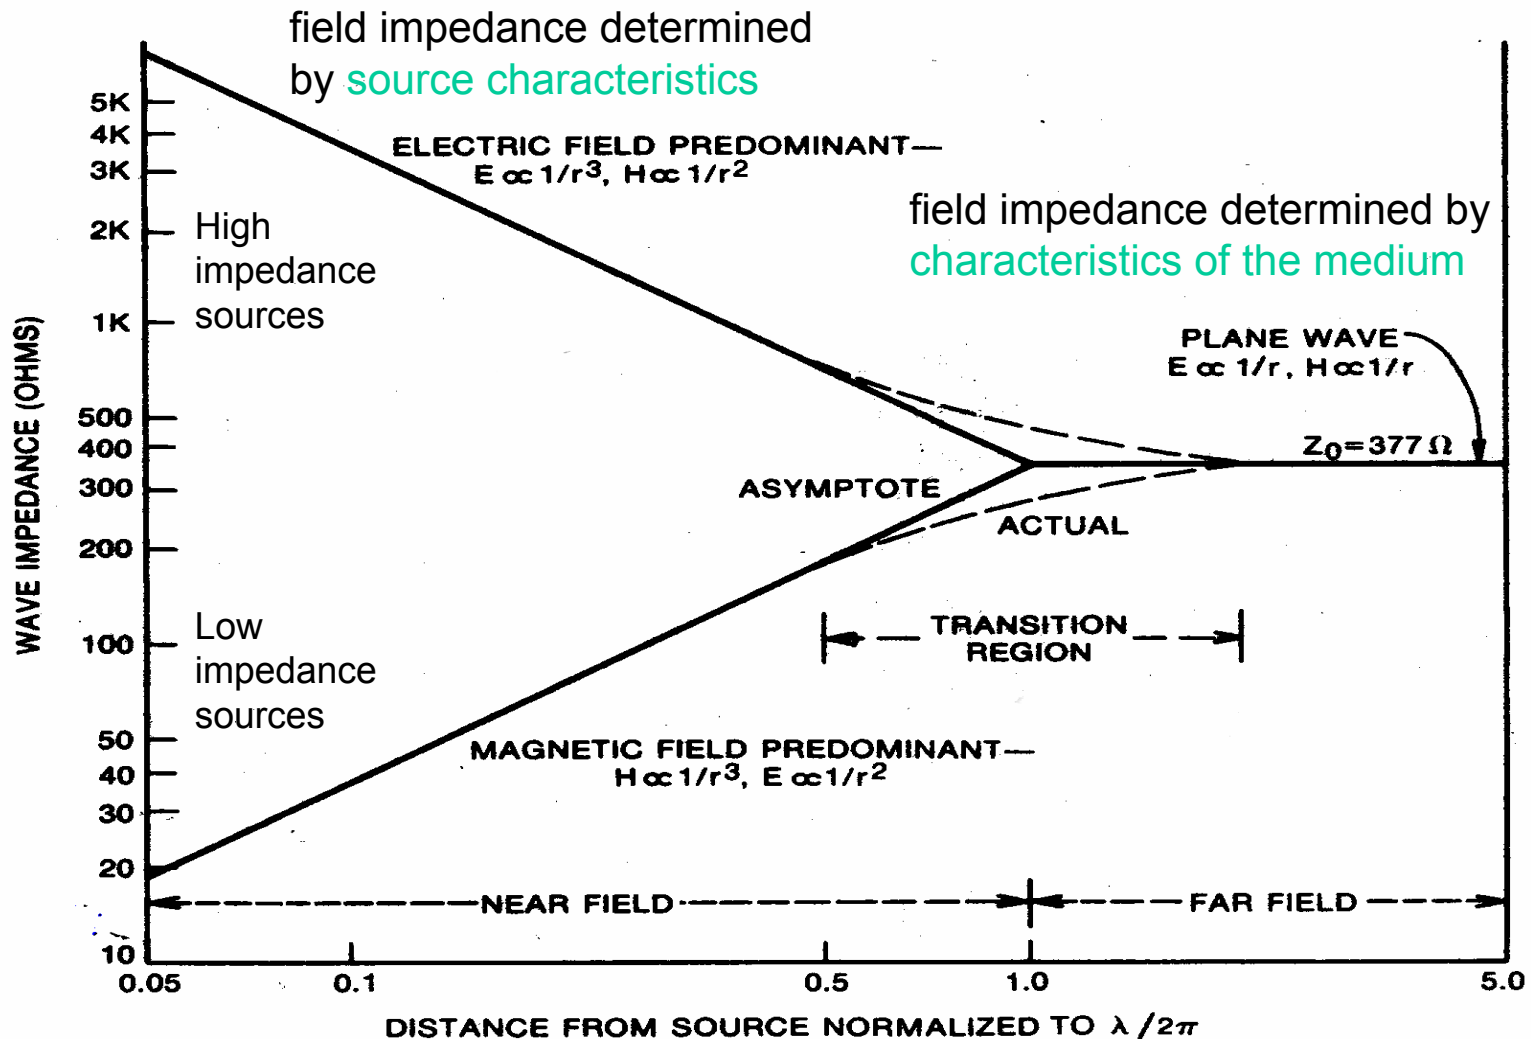 field impedance determined
by source characteristics
5K
4K
3K
2K
1K
500
400
300
200
100
50
40
30
20
10
WAVE IMPEDANCE (OHMS)
ELECTRIC FIELD PREDOMINANT—
E ∝ 1/r³, H ∝ 1/r²
High
impedance
sources
field impedance determined by
characteristics of the medium
PLANE WAVE
E ∝ 1/r, H ∝ 1/r
Z₀=377 Ω
ASYMPTOTE
ACTUAL
Low
impedance
sources
TRANSITION
REGION
MAGNETIC FIELD PREDOMINANT—
H ∝ 1/r³, E ∝ 1/r²
NEAR FIELD
FAR FIELD
0.05
0.1
0.5
1.0
5.0
DISTANCE FROM SOURCE NORMALIZED TO λ/2π